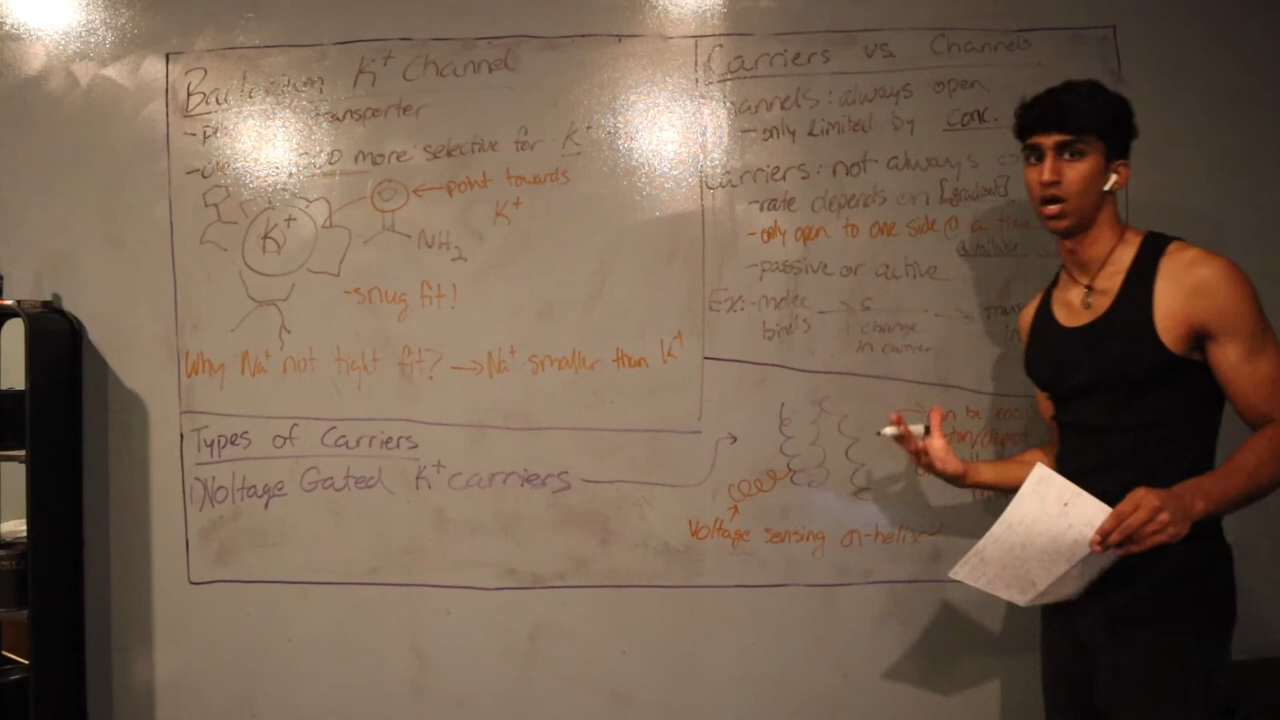 K+ Channel
transporter
more selective for K+
K+
point towards
K+
NH2
-snug fit!
Why Na+ not tight fit? → Na+ smaller than K+
Types of Carriers
1) Voltage Gated K+ carriers
Carriers vs. Channels
channels: always open
-only limited by conc.
carriers: not always
-rate depends on [gradient]
-only open to one side @ a time
-passive or active
Ex:-molec
binds
change
in carrier
Voltage sensing α-helix